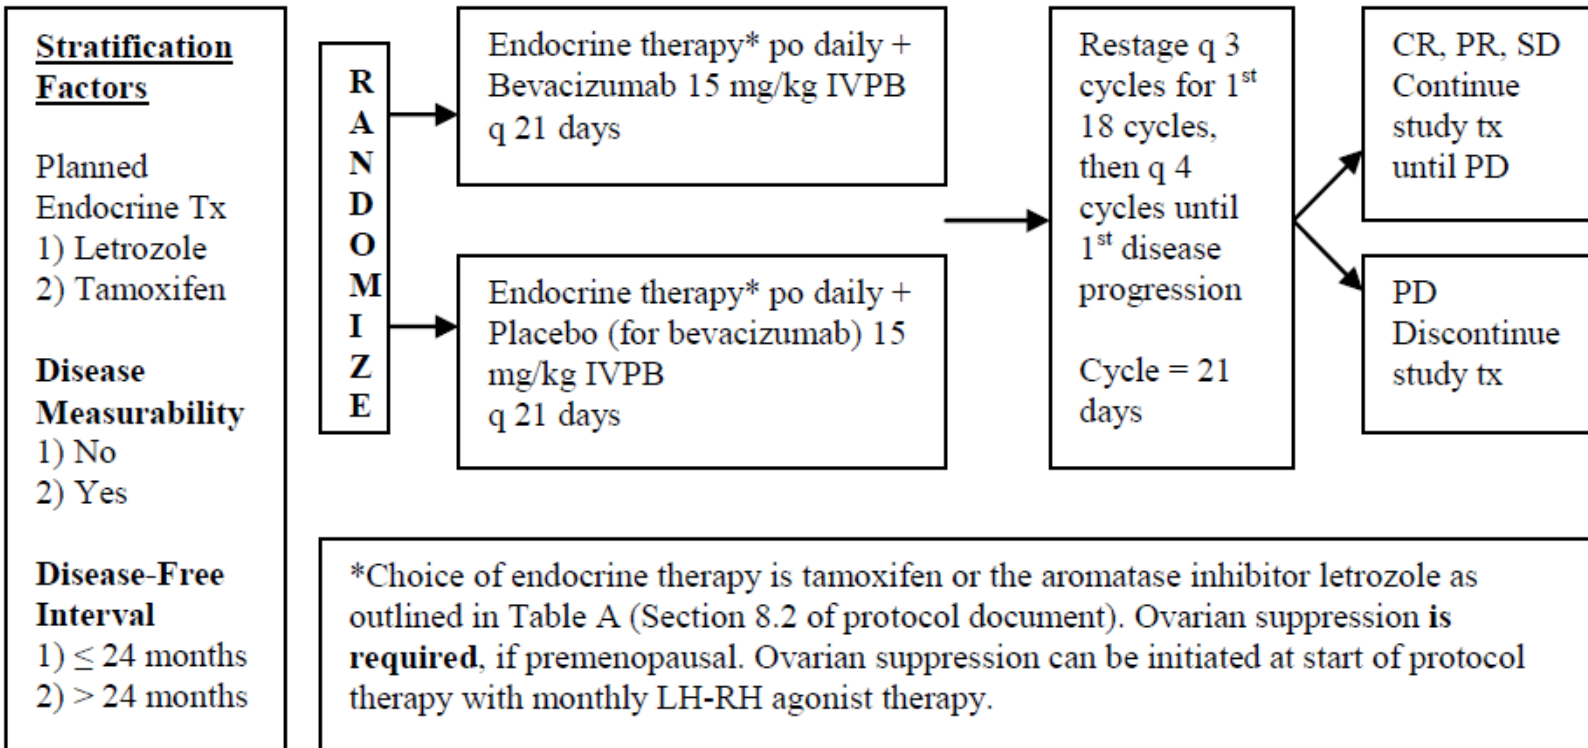 Stratification
Factors
Planned
Endocrine Tx
1) Letrozole
2) Tamoxifen
Disease
Measurability
1) No
2) Yes
Disease-Free
Interval
1) ≤ 24 months
2) > 24 months
R
A
N
D
O
M
I
Z
E
Endocrine therapy* po daily +
Bevacizumab 15 mg/kg IVPB
q 21 days
Endocrine therapy* po daily +
Placebo (for bevacizumab) 15
mg/kg IVPB
q 21 days
Restage q 3
cycles for 1st
18 cycles,
then q 4
cycles until
1st disease
progression
Cycle = 21
days
CR, PR, SD
Continue
study tx
until PD
PD
Discontinue
study tx
*Choice of endocrine therapy is tamoxifen or the aromatase inhibitor letrozole as
outlined in Table A (Section 8.2 of protocol document). Ovarian suppression is
required, if premenopausal. Ovarian suppression can be initiated at start of protocol
therapy with monthly LH-RH agonist therapy.